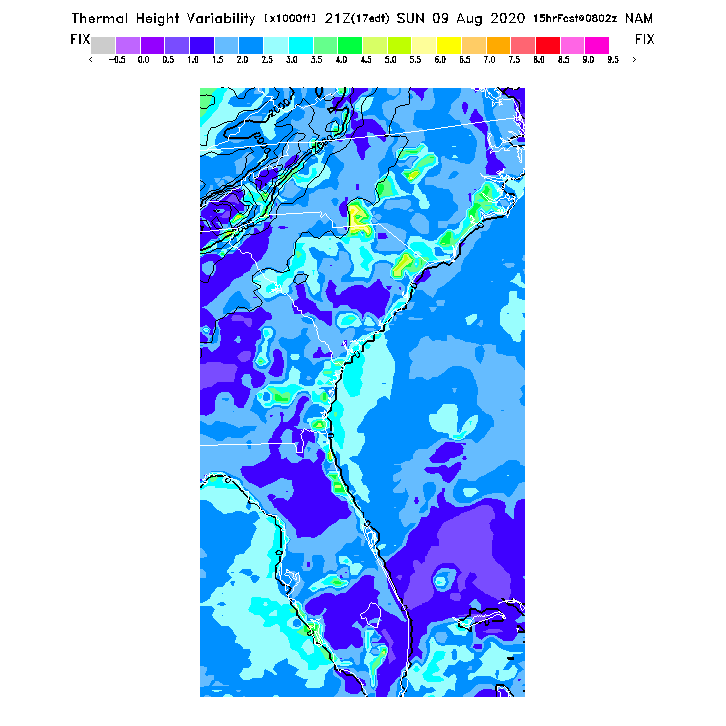 Thermal Height Variability [x1000ft] 21Z(17edt) SUN 09 Aug 2020 15hrFcst@0802z NAM
FIX FIX
< -0.5 0.0 0.5 1.0 1.5 2.0 2.5 3.0 3.5 4.0 4.5 5.0 5.5 6.0 6.5 7.0 7.5 8.0 8.5 9.0 9.5 >
2000